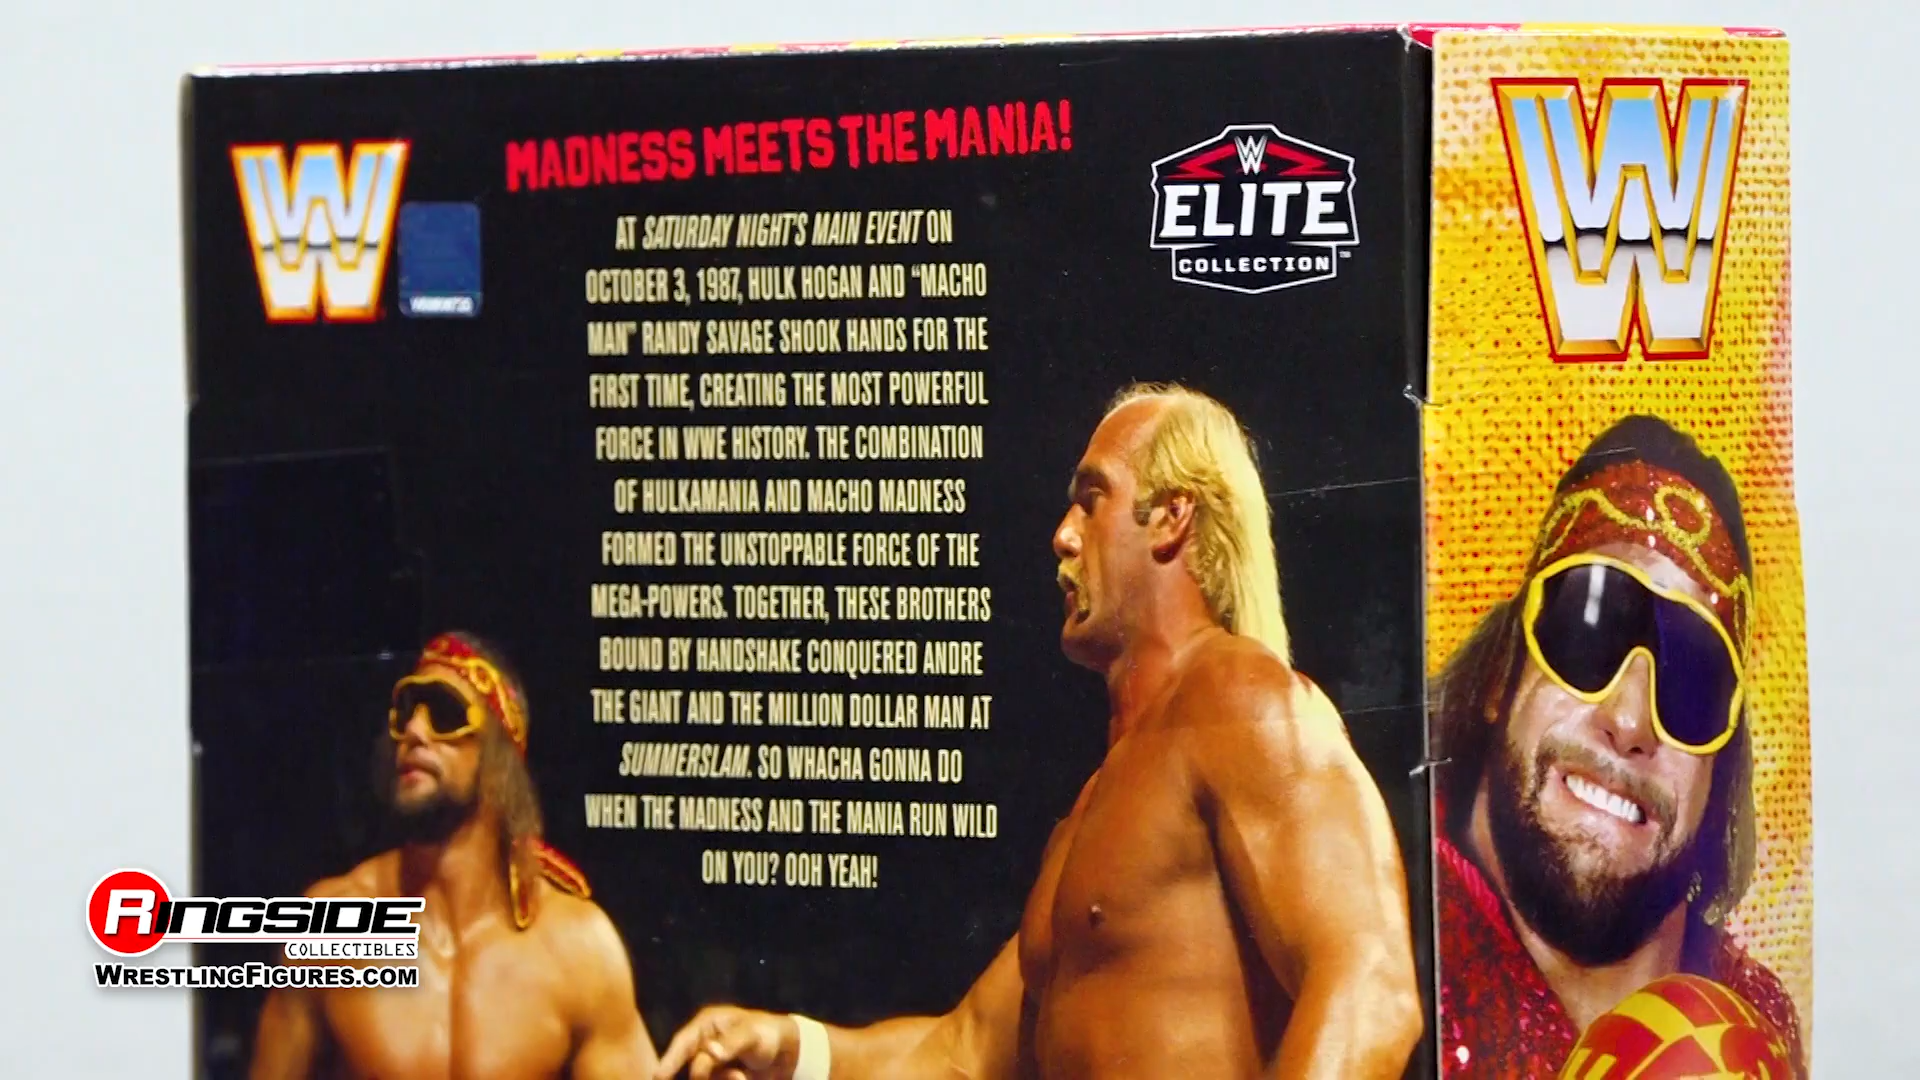 MADNESS MEETS THE MANIA!
AT SATURDAY NIGHT'S MAIN EVENT ON
OCTOBER 3, 1987, HULK HOGAN AND "MACHO
MAN" RANDY SAVAGE SHOOK HANDS FOR THE
FIRST TIME, CREATING THE MOST POWERFUL
FORCE IN WWE HISTORY. THE COMBINATION
OF HULKAMANIA AND MACHO MADNESS
FORMED THE UNSTOPPABLE FORCE OF THE
MEGA-POWERS. TOGETHER, THESE BROTHERS
BOUND BY HANDSHAKE CONQUERED ANDRE
THE GIANT AND THE MILLION DOLLAR MAN AT
SUMMERSLAM. SO WHACHA GONNA DO
WHEN THE MADNESS AND THE MANIA RUN WILD
ON YOU? OOH YEAH!
W
ELITE
COLLECTION™
RINGSIDE
COLLECTIBLES
WRESTLINGFIGURES.COM